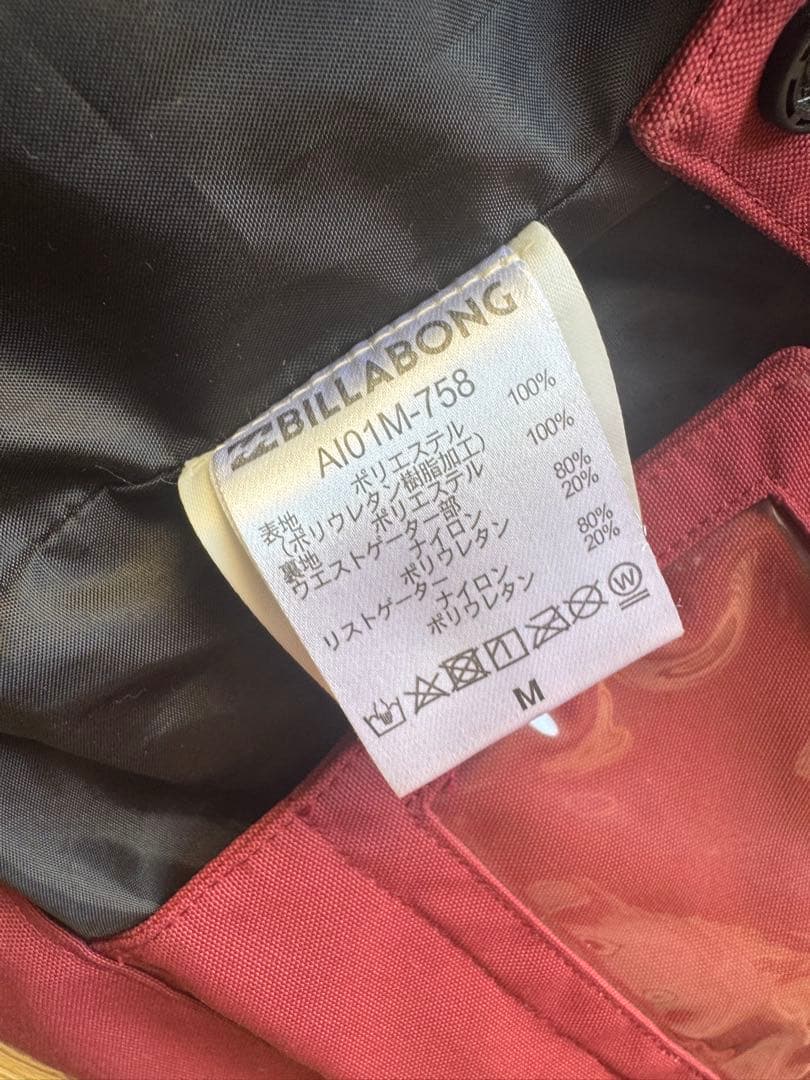 BILLABONG
AI01M-758
表地 ポリエステル 100%
(ポリウレタン樹脂加工)
裏地 ポリエステル 100%
ウエストゲーター部
ナイロン 80%
ポリウレタン 20%
リストゲーター
ナイロン 80%
ポリウレタン 20%
W
M